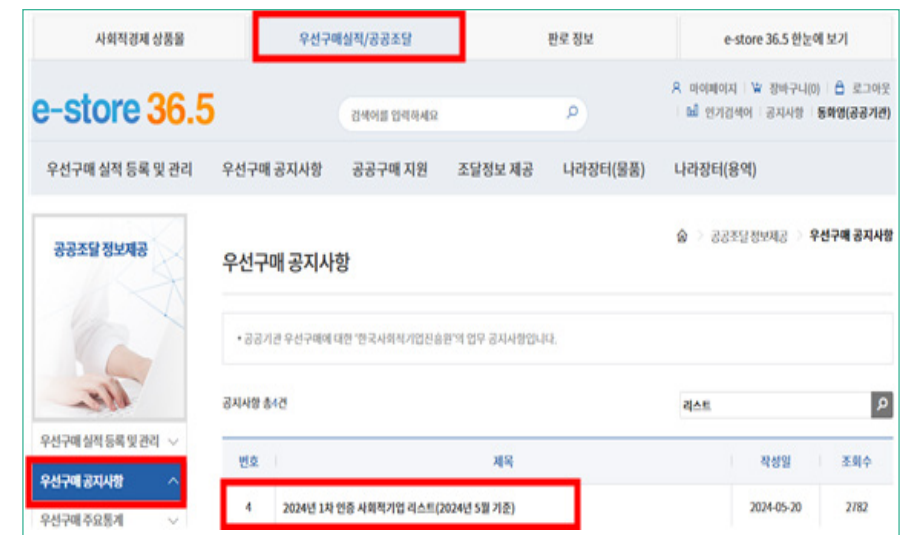 사회적경제 상품몰 우선구매실적/공공조달 판로 정보 e-store 36.5 한눈에 보기
마이페이지 장바구니(0) 로그아웃
e-store 36.5 검색어를 입력하세요
인기검색어 공지사항 동화영(공공기관)
우선구매 실적 등록 및 관리 우선구매 공지사항 공공구매 지원 조달정보 제공 나라장터(물품) 나라장터(용역)
공공조달 정보제공 > 우선구매 공지사항
공공조달 정보제공
우선구매 공지사항
• 공공기관 우선구매에 대한 "한국사회적기업진흥원"의 업무 공지사항입니다.
공지사항 총4건 리스트
우선구매 실적 등록 및 관리
번호 제목 작성일 조회수
우선구매 공지사항
4 2024년 1차 인증 사회적기업 리스트(2024년 5월 기준) 2024-05-20 2782
우선구매 주요통계